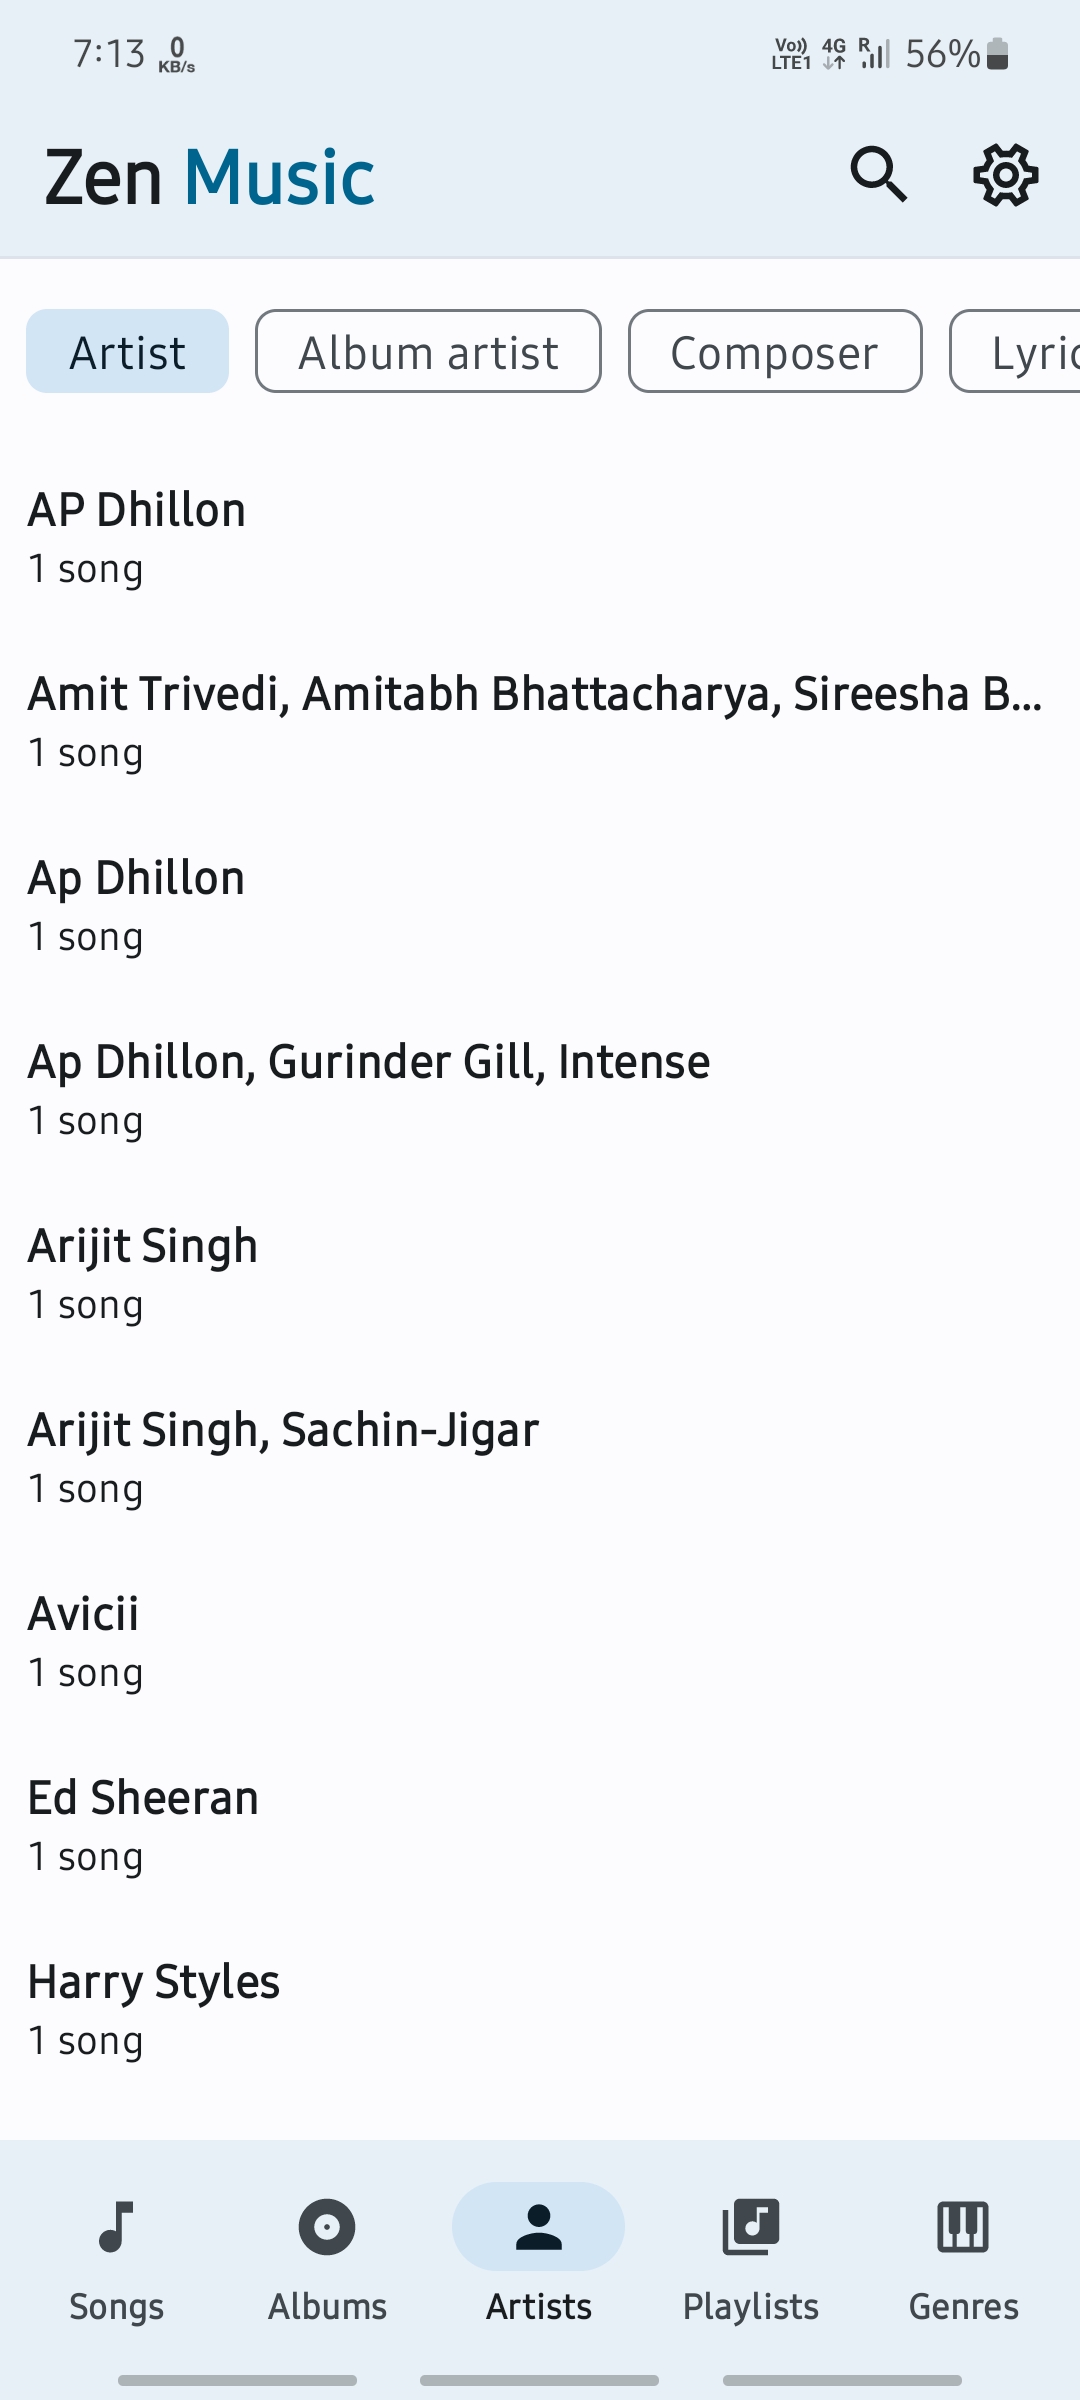 7:13 0 KB/s Vo)) LTE1 4G R 56%
Zen Music
Artist Album artist Composer Lyric
AP Dhillon
1 song
Amit Trivedi, Amitabh Bhattacharya, Sireesha B...
1 song
Ap Dhillon
1 song
Ap Dhillon, Gurinder Gill, Intense
1 song
Arijit Singh
1 song
Arijit Singh, Sachin-Jigar
1 song
Avicii
1 song
Ed Sheeran
1 song
Harry Styles
1 song
Songs Albums Artists Playlists Genres